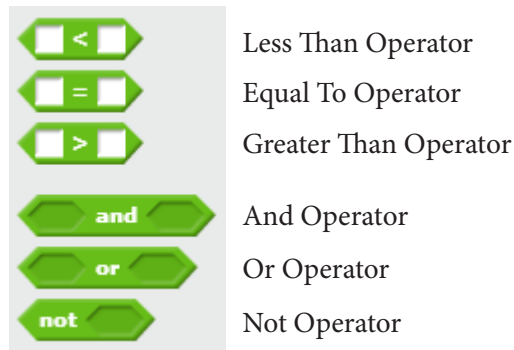 < Less Than Operator
= Equal To Operator
> Greater Than Operator
and And Operator
or Or Operator
not Not Operator